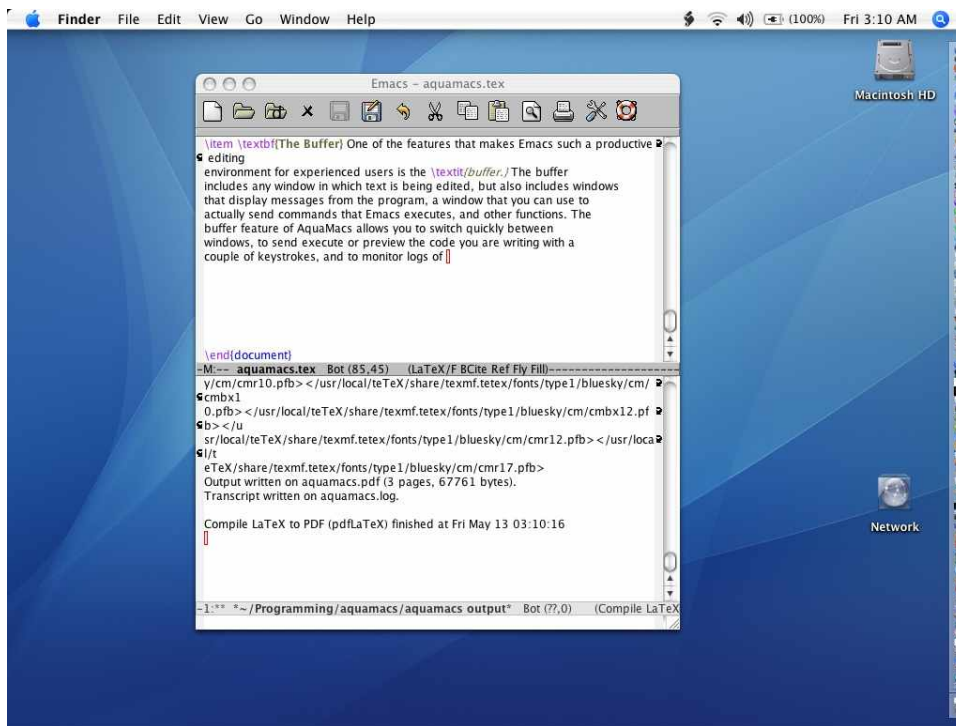 Finder File Edit View Go Window Help (100%) Fri 3:10 AM
Macintosh HD
Emacs – aquamacs.tex
\item \textbf{The Buffer} One of the features that makes Emacs such a productive
editing
environment for experienced users is the \textit{buffer.} The buffer
includes any window in which text is being edited, but also includes windows
that display messages from the program, a window that you can use to
actually send commands that Emacs executes, and other functions. The
buffer feature of AquaMacs allows you to switch quickly between
windows, to send execute or preview the code you are writing with a
couple of keystrokes, and to monitor logs of
\end{document}
-M:-- aquamacs.tex Bot (85,45) (LaTeX/F BCite Ref Fly Fill)--------------------
y/cm/cmr10.pfb></usr/local/teTeX/share/texmf.tetex/fonts/type1/bluesky/cm/
cmbx1
0.pfb></usr/local/teTeX/share/texmf.tetex/fonts/type1/bluesky/cm/cmbx12.pf
b></u
sr/local/teTeX/share/texmf.tetex/fonts/type1/bluesky/cm/cmr12.pfb></usr/loca
l/t
eTeX/share/texmf.tetex/fonts/type1/bluesky/cm/cmr17.pfb>
Output written on aquamacs.pdf (3 pages, 67761 bytes).
Transcript written on aquamacs.log.
Compile LaTeX to PDF (pdfLaTeX) finished at Fri May 13 03:10:16
Network
-1:** *~/Programming/aquamacs/aquamacs output* Bot (??,0) (Compile LaTeX